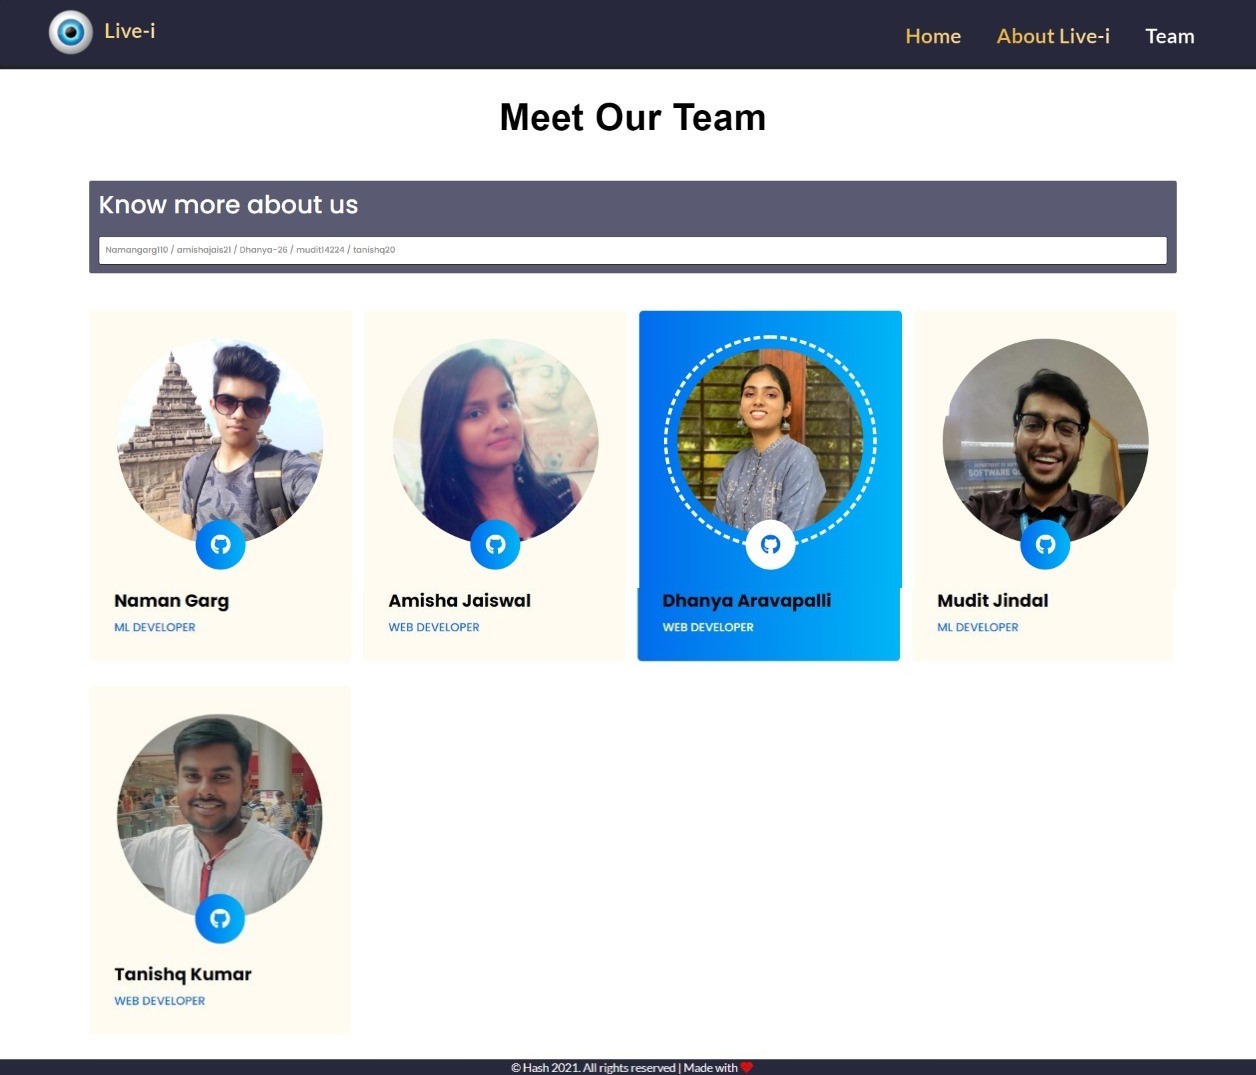 Live-i
Home About Live-i Team
Meet Our Team
Know more about us
Namangarg110 / amishajais21 / Dhanya-26 / mudit14224 / tanishq20
SOFTWARE
Naman Garg
ML DEVELOPER
Amisha Jaiswal
WEB DEVELOPER
Dhanya Aravapalli
WEB DEVELOPER
Mudit Jindal
ML DEVELOPER
Tanishq Kumar
WEB DEVELOPER
© Hash 2021. All rights reserved | Made with